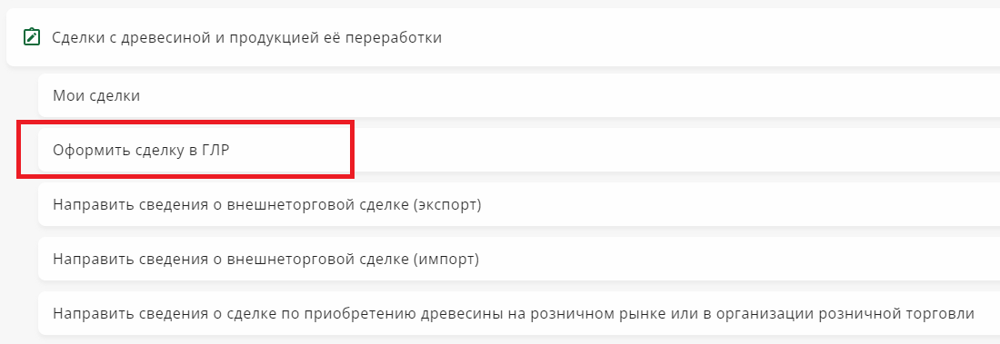 Сделки с древесиной и продукцией её переработки
Мои сделки
Оформить сделку в ГЛР
Направить сведения о внешнеторговой сделке (экспорт)
Направить сведения о внешнеторговой сделке (импорт)
Направить сведения о сделке по приобретению древесины на розничном рынке или в организации розничной торговли